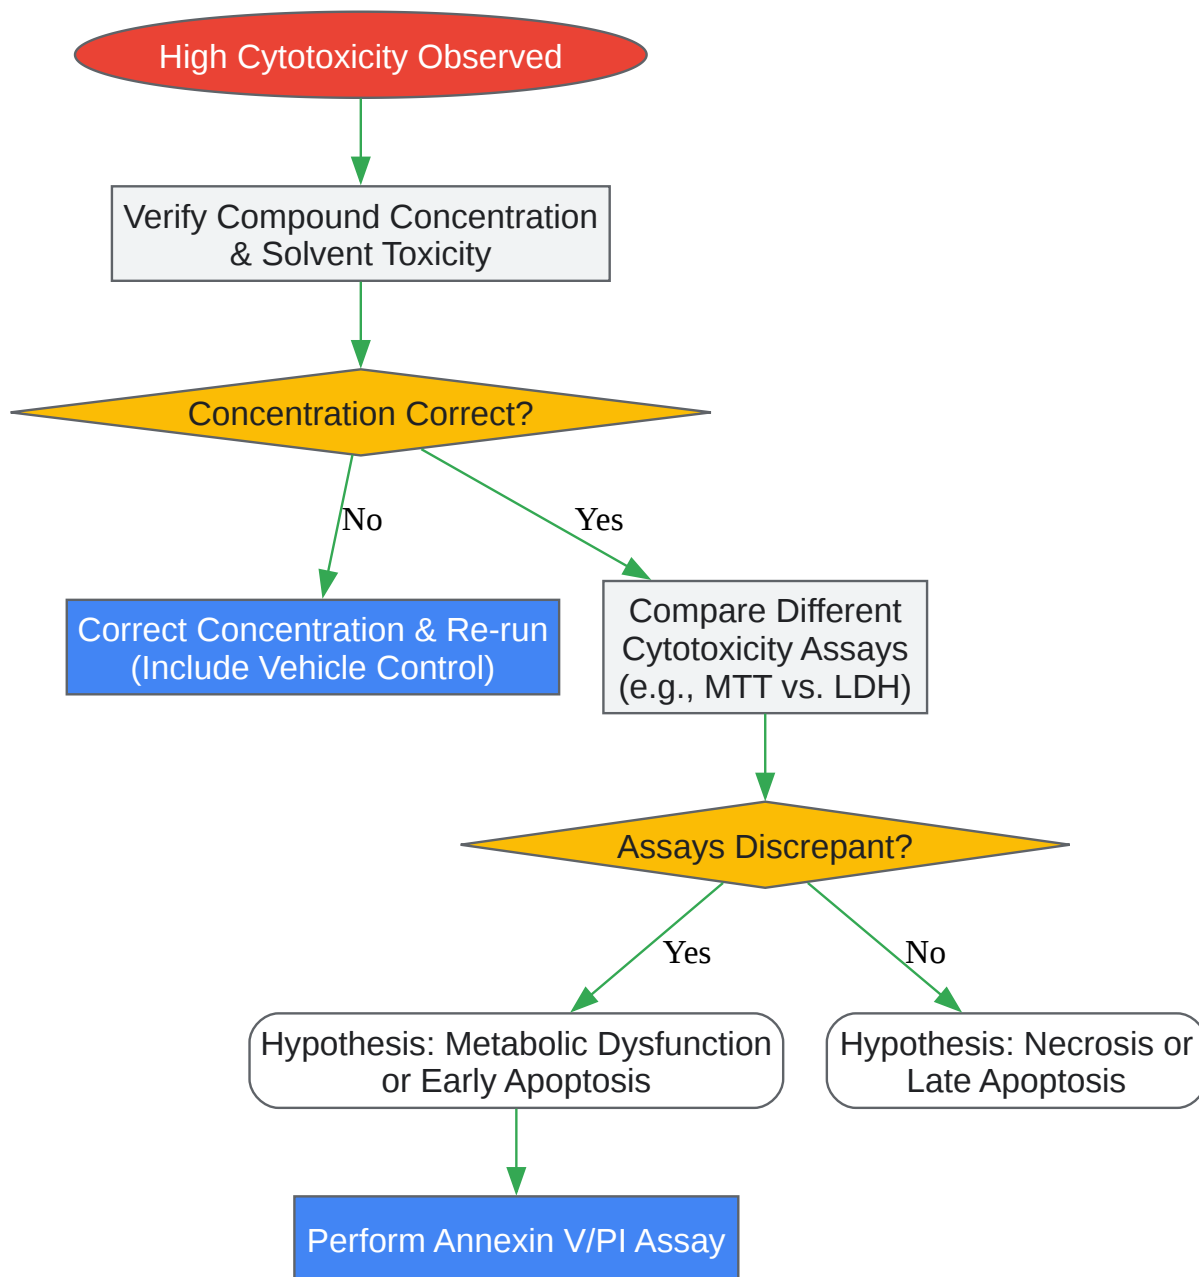 High Cytotoxicity Observed
Verify Compound Concentration
& Solvent Toxicity
Concentration Correct?
No
Yes
Correct Concentration & Re-run
(Include Vehicle Control)
Compare Different
Cytotoxicity Assays
(e.g., MTT vs. LDH)
Assays Discrepant?
Yes
No
Hypothesis: Metabolic Dysfunction
or Early Apoptosis
Hypothesis: Necrosis or
Late Apoptosis
Perform Annexin V/PI Assay